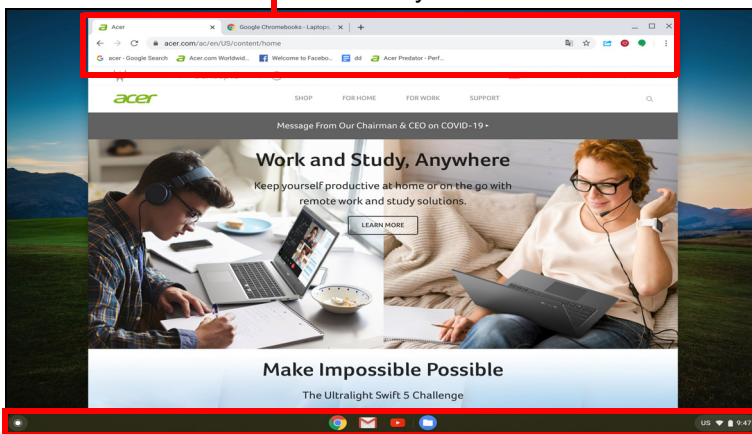 Acer
Google Chromebooks - Laptops,
acer.com/ac/en/US/content/home
acer - Google Search
Acer.com Worldwid...
Welcome to Facebo...
dd
Acer Predator - Perf...
acer
SHOP
FOR HOME
FOR WORK
SUPPORT
Message From Our Chairman & CEO on COVID-19
Work and Study, Anywhere
Keep yourself productive at home or on the go with
remote work and study solutions.
LEARN MORE
Make Impossible Possible
The Ultralight Swift 5 Challenge
US 9:47